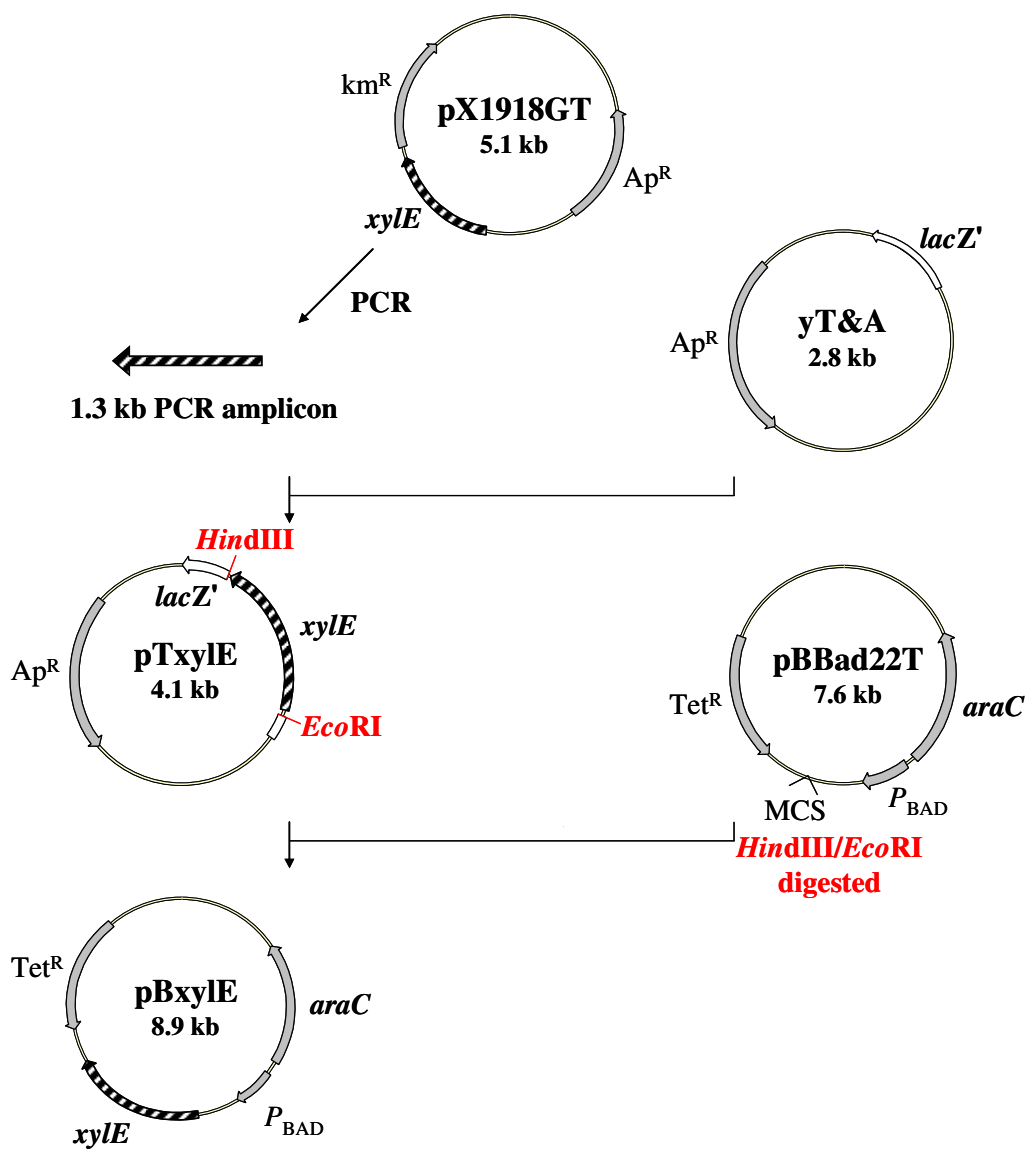 kmR
pX1918GT
5.1 kb
ApR
xylE
PCR
1.3 kb PCR amplicon
lacZ'
yT&A
ApR
2.8 kb
HindIII
lacZ'
xylE
pTxylE
ApR
4.1 kb
EcoRI
pBBad22T
7.6 kb
TetR
araC
PBAD
MCS
HindIII/EcoRI
digested
TetR
pBxylE
araC
8.9 kb
PBAD
xylE